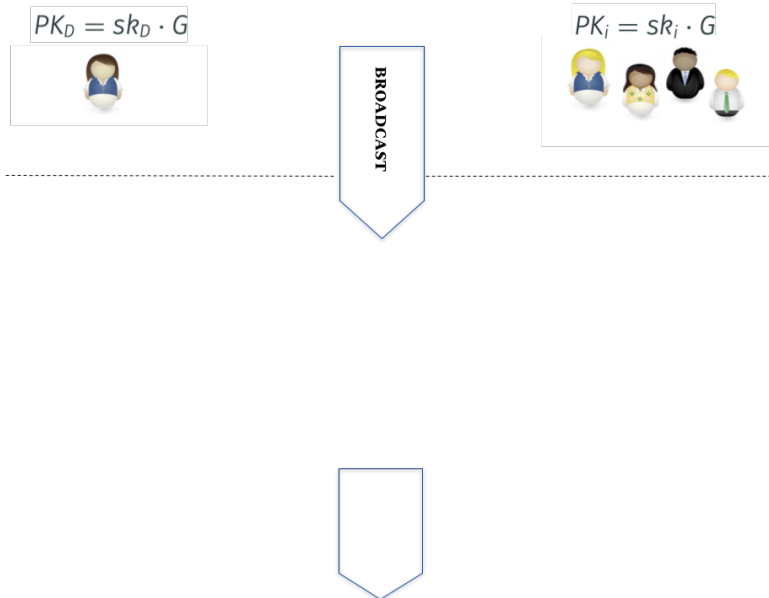 PK_D = sk_D · G
PK_i = sk_i · G
BROADCAST